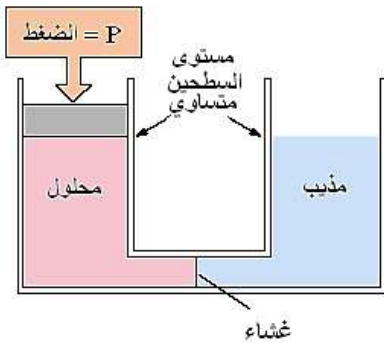 الضغط = P
مستوى
السطحين
متساوي
محلول
مذيب
غشاء